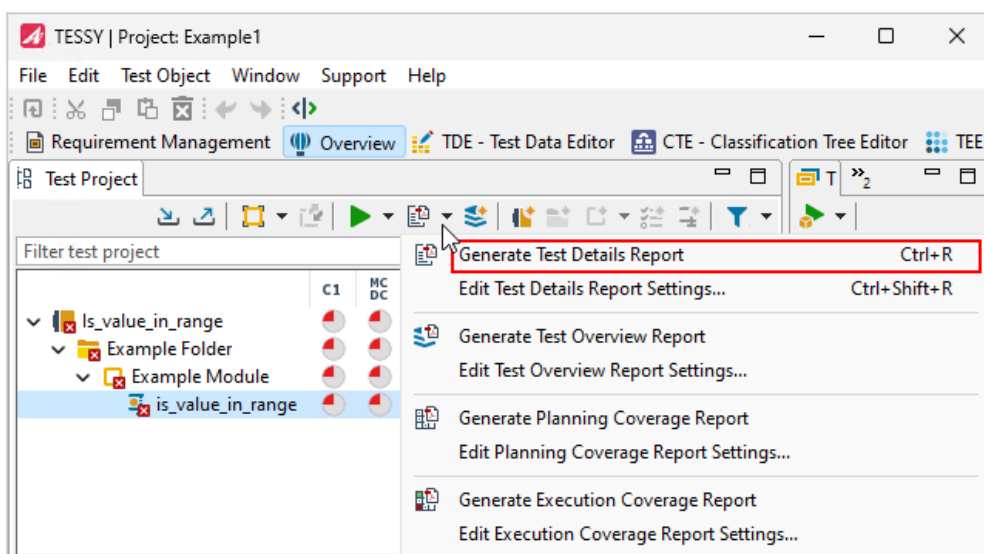 TESSY | Project: Example1
File Edit Test Object Window Support Help
Requirement Management Overview TDE - Test Data Editor CTE - Classification Tree Editor TEE
Test Project T »2
Filter test project
C1 MC DC
Generate Test Details Report Ctrl+R
Edit Test Details Report Settings... Ctrl+Shift+R
Is_value_in_range
Generate Test Overview Report
Example Folder
Edit Test Overview Report Settings...
Example Module
is_value_in_range
Generate Planning Coverage Report
Edit Planning Coverage Report Settings...
Generate Execution Coverage Report
Edit Execution Coverage Report Settings...